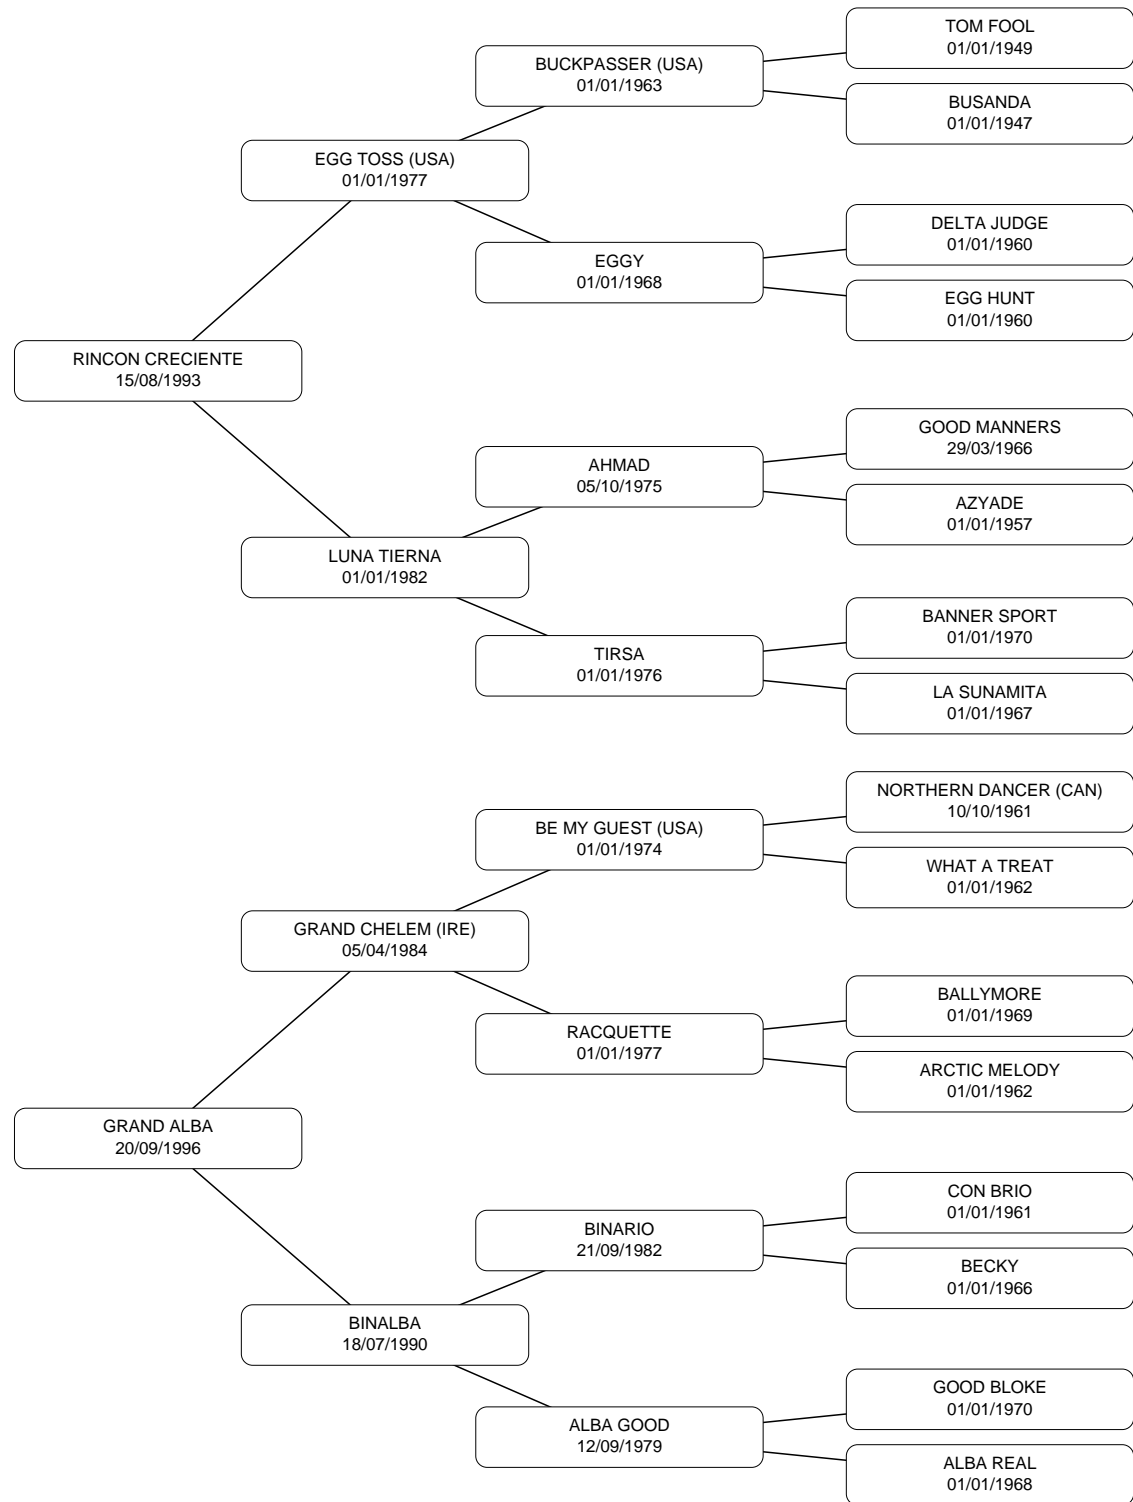 TOM FOOL
01/01/1949
BUCKPASSER (USA)
01/01/1963
BUSANDA
01/01/1947
EGG TOSS (USA)
01/01/1977
DELTA JUDGE
01/01/1960
EGGY
01/01/1968
EGG HUNT
01/01/1960
RINCON CRECIENTE
15/08/1993
GOOD MANNERS
29/03/1966
AHMAD
05/10/1975
AZYADE
01/01/1957
LUNA TIERNA
01/01/1982
BANNER SPORT
01/01/1970
TIRSA
01/01/1976
LA SUNAMITA
01/01/1967
NORTHERN DANCER (CAN)
10/10/1961
BE MY GUEST (USA)
01/01/1974
WHAT A TREAT
01/01/1962
GRAND CHELEM (IRE)
05/04/1984
BALLYMORE
01/01/1969
RACQUETTE
01/01/1977
ARCTIC MELODY
01/01/1962
GRAND ALBA
20/09/1996
CON BRIO
01/01/1961
BINARIO
21/09/1982
BECKY
01/01/1966
BINALBA
18/07/1990
GOOD BLOKE
01/01/1970
ALBA GOOD
12/09/1979
ALBA REAL
01/01/1968